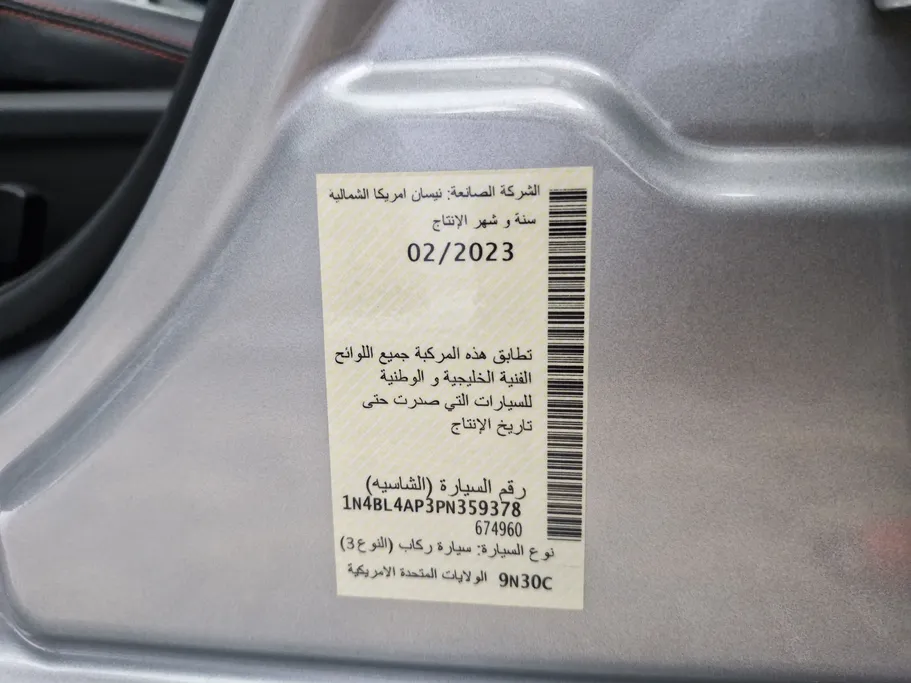 الشركة الصانعة: نيسان امريكا الشمالية
سنة و شهر الإنتاج
02/2023
تطابق هذه المركبة جميع اللوائح
الفنية الخليجية و الوطنية
للسيارات التي صدرت حتى
تاريخ الإنتاج
رقم السيارة (الشاسيه)
1N4BL4AP3PN359378
674960
نوع السيارة: سيارة ركاب (النوع3)
9N30C الولايات المتحدة الامريكية